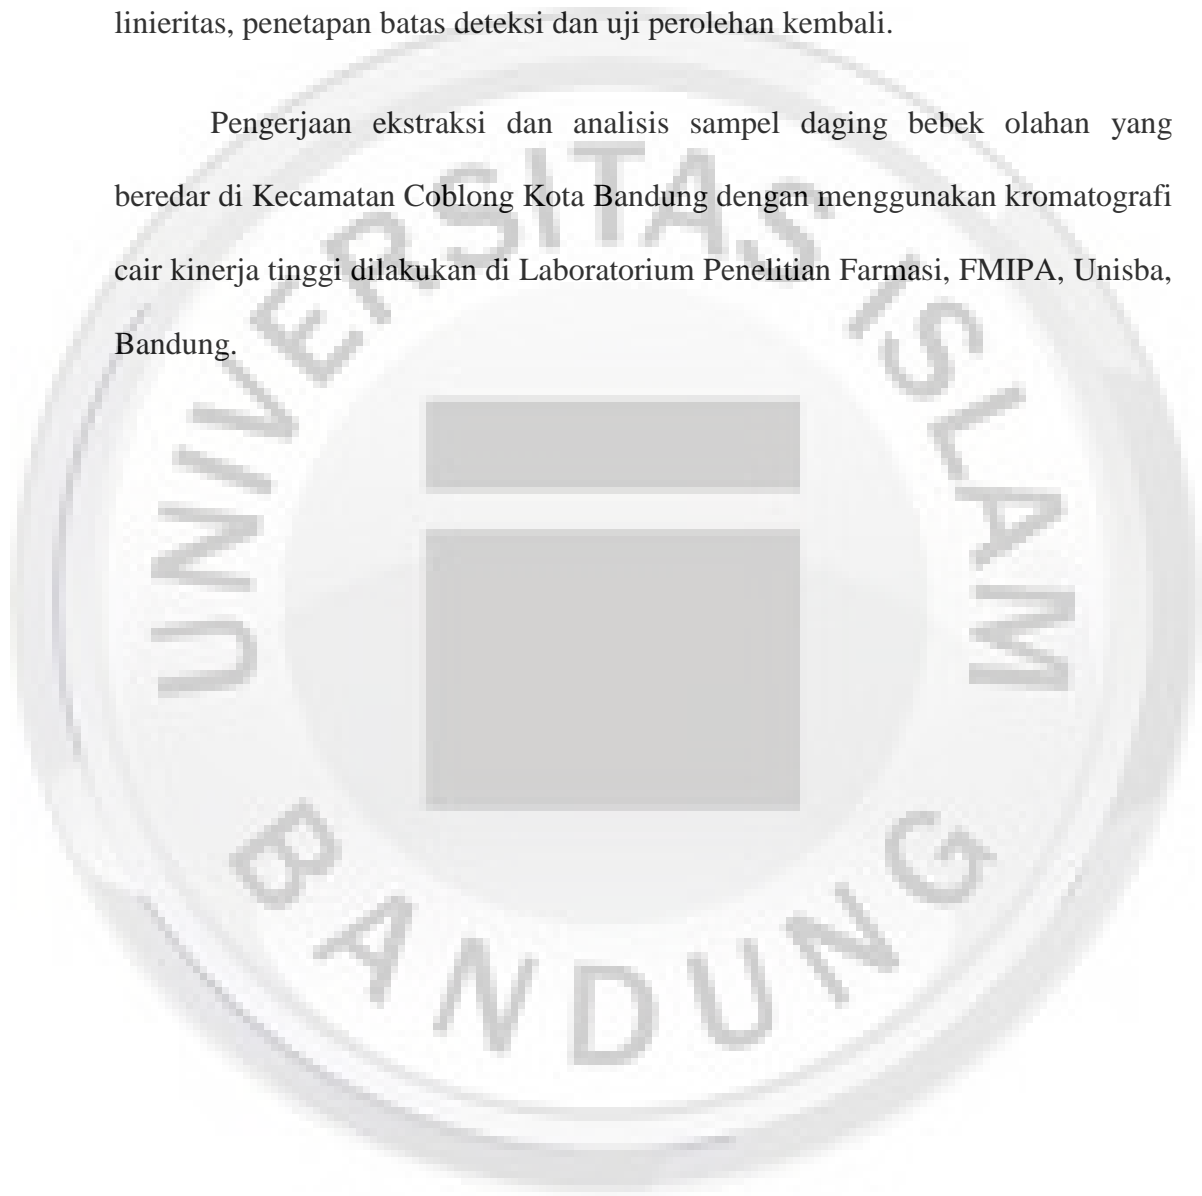 linieritas, penetapan batas deteksi dan uji perolehan kembali.
Pengerjaan ekstraksi dan analisis sampel daging bebek olahan yang
beredar di Kecamatan Coblong Kota Bandung dengan menggunakan kromatografi
cair kinerja tinggi dilakukan di Laboratorium Penelitian Farmasi, FMIPA, Unisba,
Bandung.
UNIVERSITAS ISLAM
BANDUNG